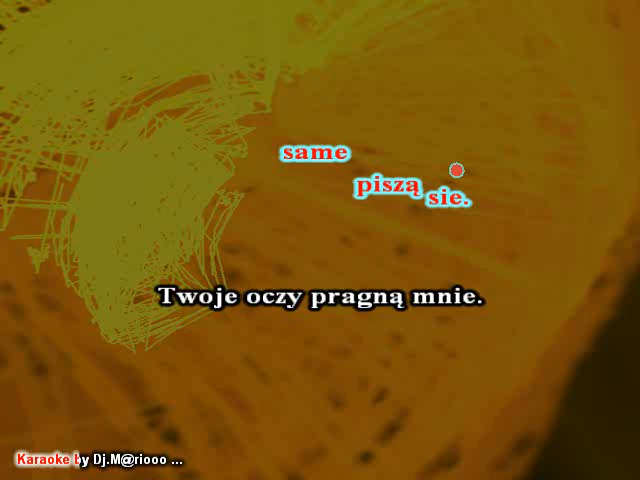 same
piszą
sie.
Twoje oczy pragną mnie.
Karaoke by Dj.M@riooo ...